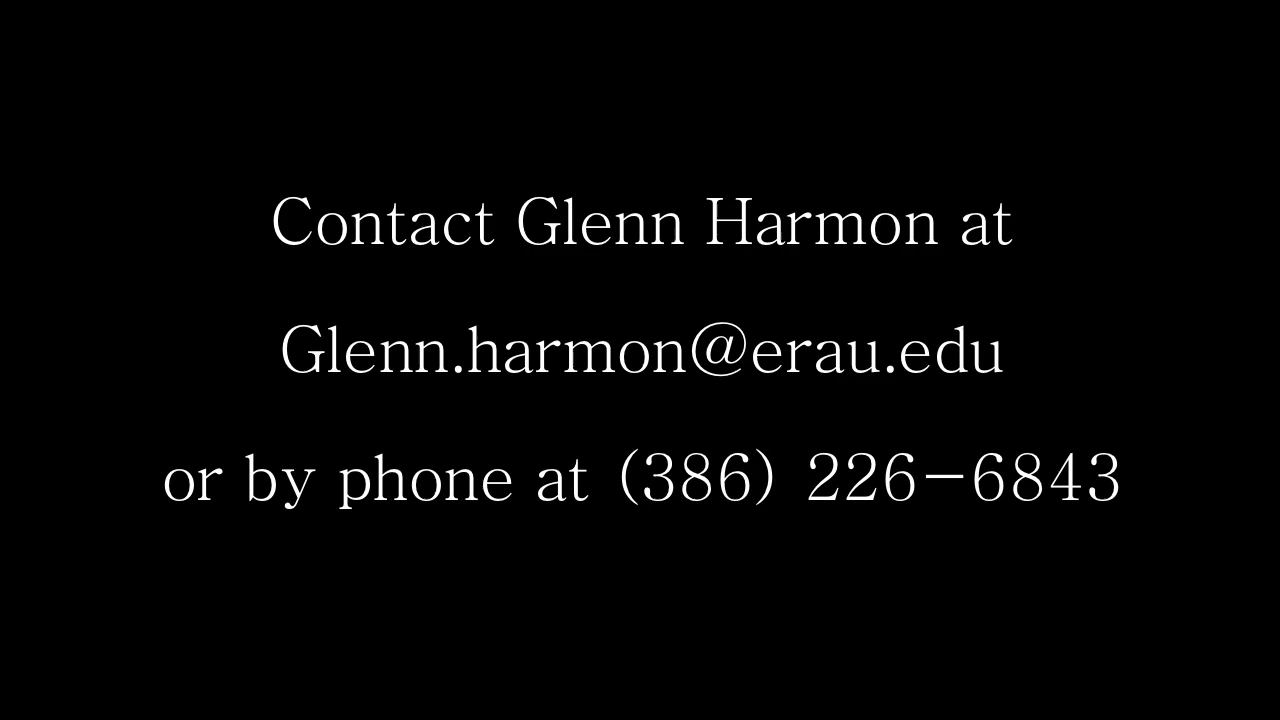 Contact Glenn Harmon at
Glenn.harmon@erau.edu
or by phone at (386) 226-6843